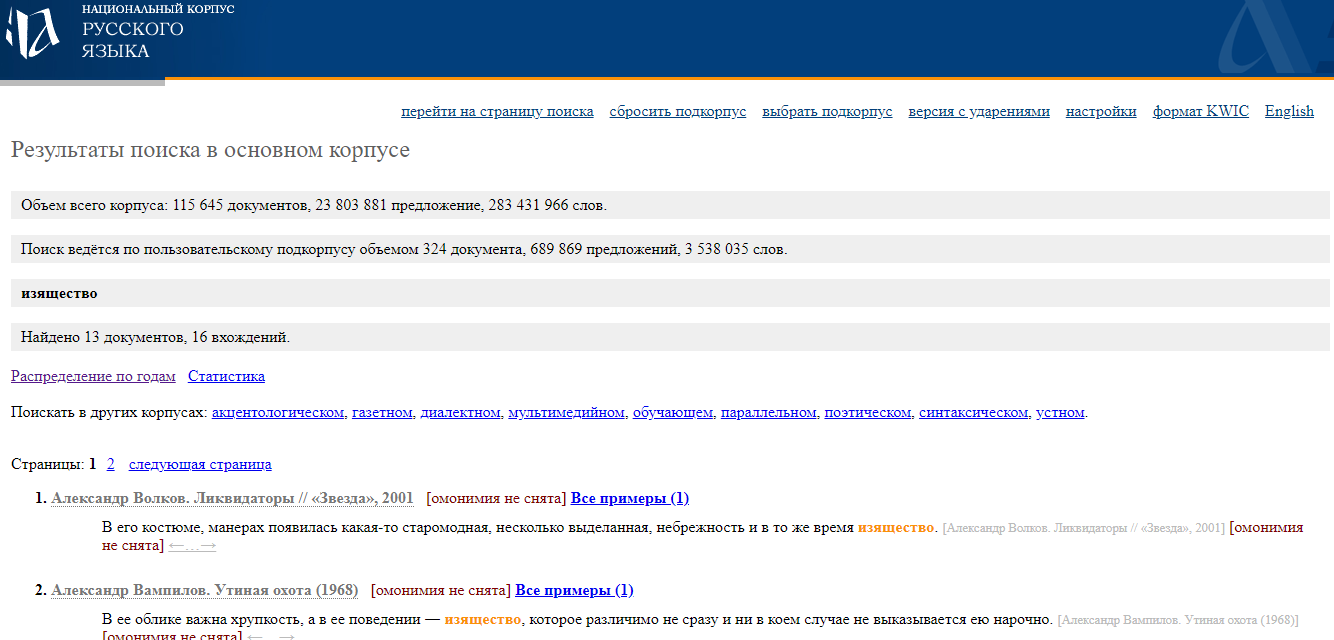 НАЦИОНАЛЬНЫЙ КОРПУС
РУССКОГО
ЯЗЫКА
перейти на страницу поиска сбросить подкорпус выбрать подкорпус версия с ударениями настройки формат KWIC English
Результаты поиска в основном корпусе
Объем всего корпуса: 115 645 документов, 23 803 881 предложение, 283 431 966 слов.
Поиск ведётся по пользовательскому подкорпусу объемом 324 документа, 689 869 предложений, 3 538 035 слов.
изящество
Найдено 13 документов, 16 вхождений.
Распределение по годам Статистика
Поискать в других корпусах: акцентологическом, газетном, диалектном, мультимедийном, обучающем, параллельном, поэтическом, синтаксическом, устном.
Страницы: 1 2 следующая страница
1. Александр Волков. Ликвидаторы // «Звезда», 2001 [омонимия не снята] Все примеры (1)
В его костюме, манерах появилась какая-то старомодная, несколько выделанная, небрежность и в то же время изящество. [Александр Волков. Ликвидаторы // «Звезда», 2001] [омонимия
не снята] ←…→
2. Александр Вампилов. Утиная охота (1968) [омонимия не снята] Все примеры (1)
В ее облике важна хрупкость, а в ее поведении — изящество, которое различимо не сразу и ни в коем случае не выказывается ею нарочно. [Александр Вампилов. Утиная охота (1968)]
[омонимия не снята] ←…→